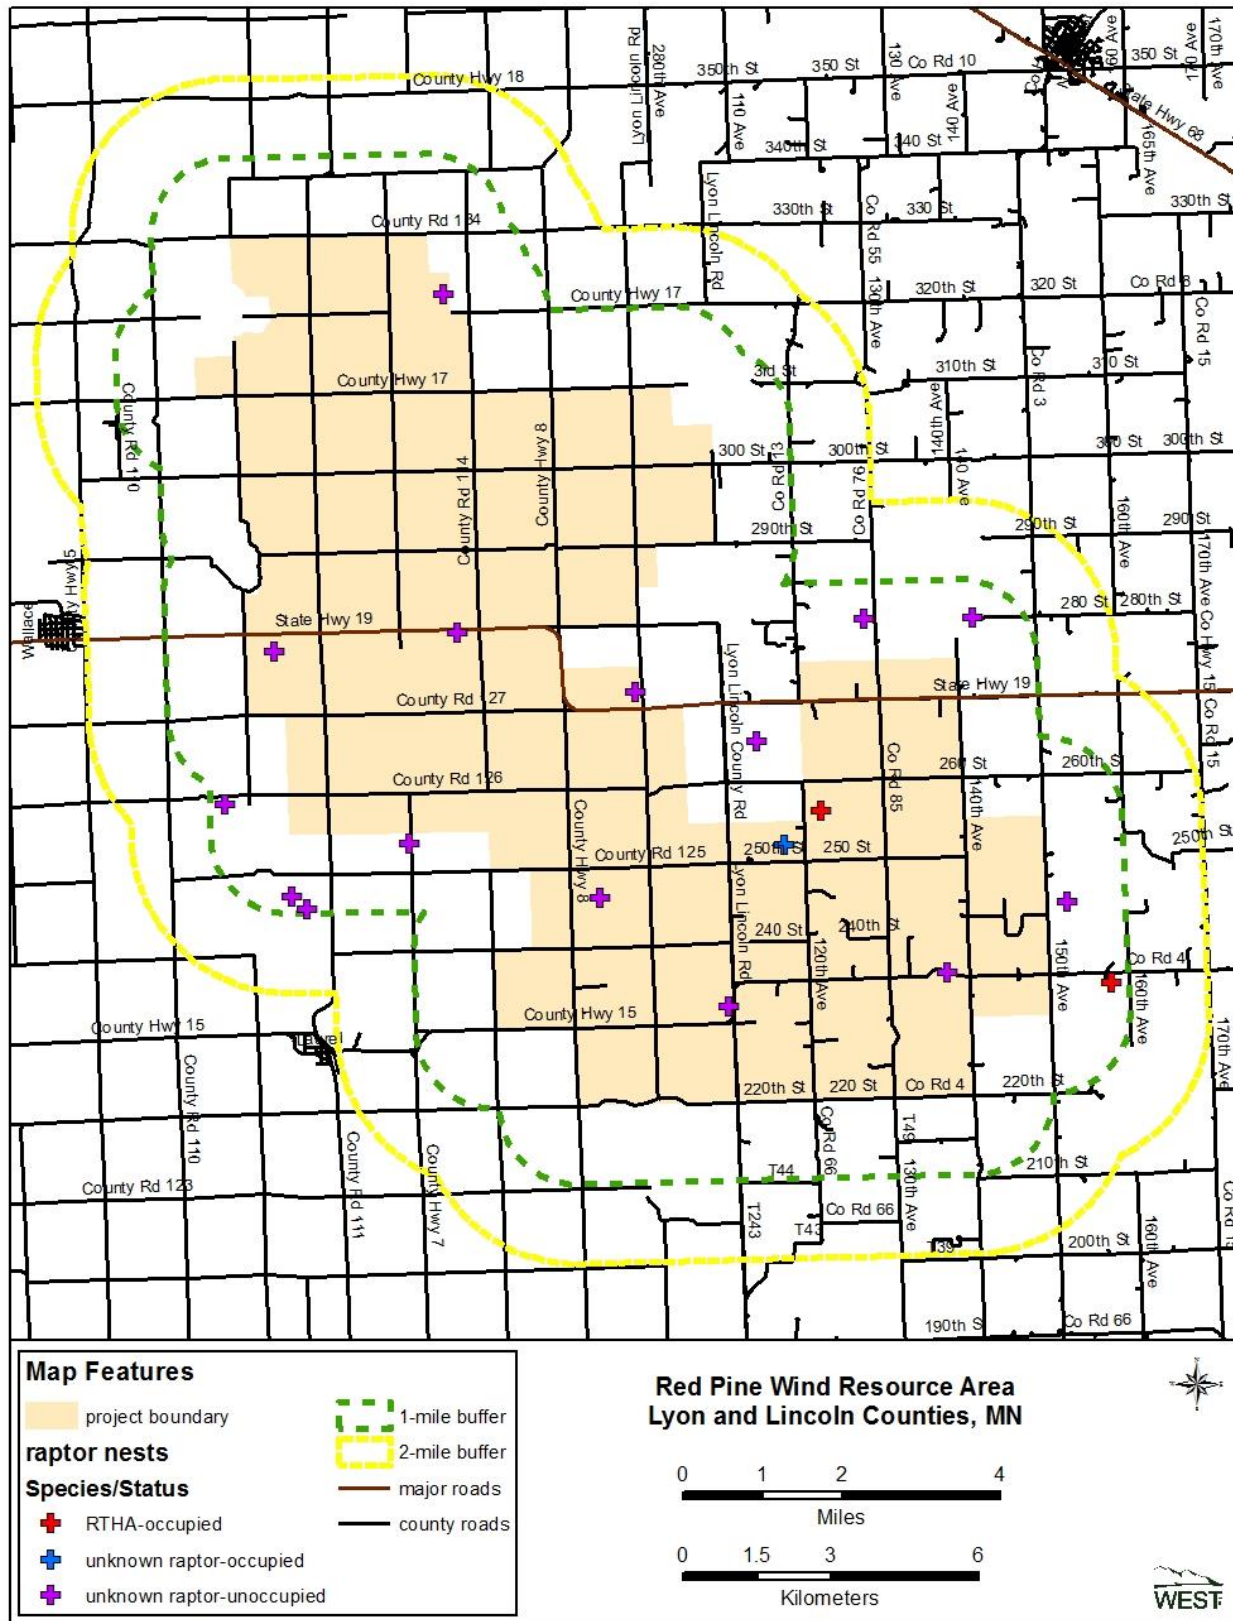 County Hwy 18
Lyon Lincoln Rd
280th Ave
350th St
350 St
Co Rd 10
130 Ave
350 St
170th Ave
110 Ave
140 Ave
State Hwy 68
340th St
340 St
165th Ave
Lyon Lincoln Rd
330th St
330 St
330th St
County Rd 134
Co Rd 55
130th Ave
County Hwy 17
320th St
320 St
Co Rd 8
Co Rd 15
3rd St
310th St
310 St
Co Rd 3
County Hwy 17
140th Ave
County Rd 110
County Rd 114
County Hwy 8
300 St
Co Rd 13
300th St
300 St
300th St
140 Ave
Co Rd 76
160th Ave
290th St
290th St
290 St
170th Ave
Co Hwy 15
Wallace
State Hwy 19
280 St
280th St
Lyon Lincoln County Rd
State Hwy 19
County Rd 127
Co Rd 15
County Rd 126
Co Rd 85
260 St
260th S
140th Ave
County Hwy 8
250th St
County Rd 125
250th St
250 St
Lyon Lincoln Rd
240 St
240th St
120th Ave
150th Ave
Co Rd 4
160th Ave
County Hwy 15
County Hwy 15
170th Ave
220th St
220 St
Co Rd 4
220th St
County Rd 110
County Rd 111
County Hwy 7
Co Rd 66
T49
130th Ave
210th St
T44
County Rd 123
T243
T43
Co Rd 66
T39
200th St
160th Ave
190th S
Co Rd 66
Map Features
project boundary
1-mile buffer
raptor nests
2-mile buffer
Species/Status
major roads
RTHA-occupied
county roads
unknown raptor-occupied
unknown raptor-unoccupied
Red Pine Wind Resource Area
Lyon and Lincoln Counties, MN
0 1 2 4
Miles
0 1.5 3 6
Kilometers
WEST